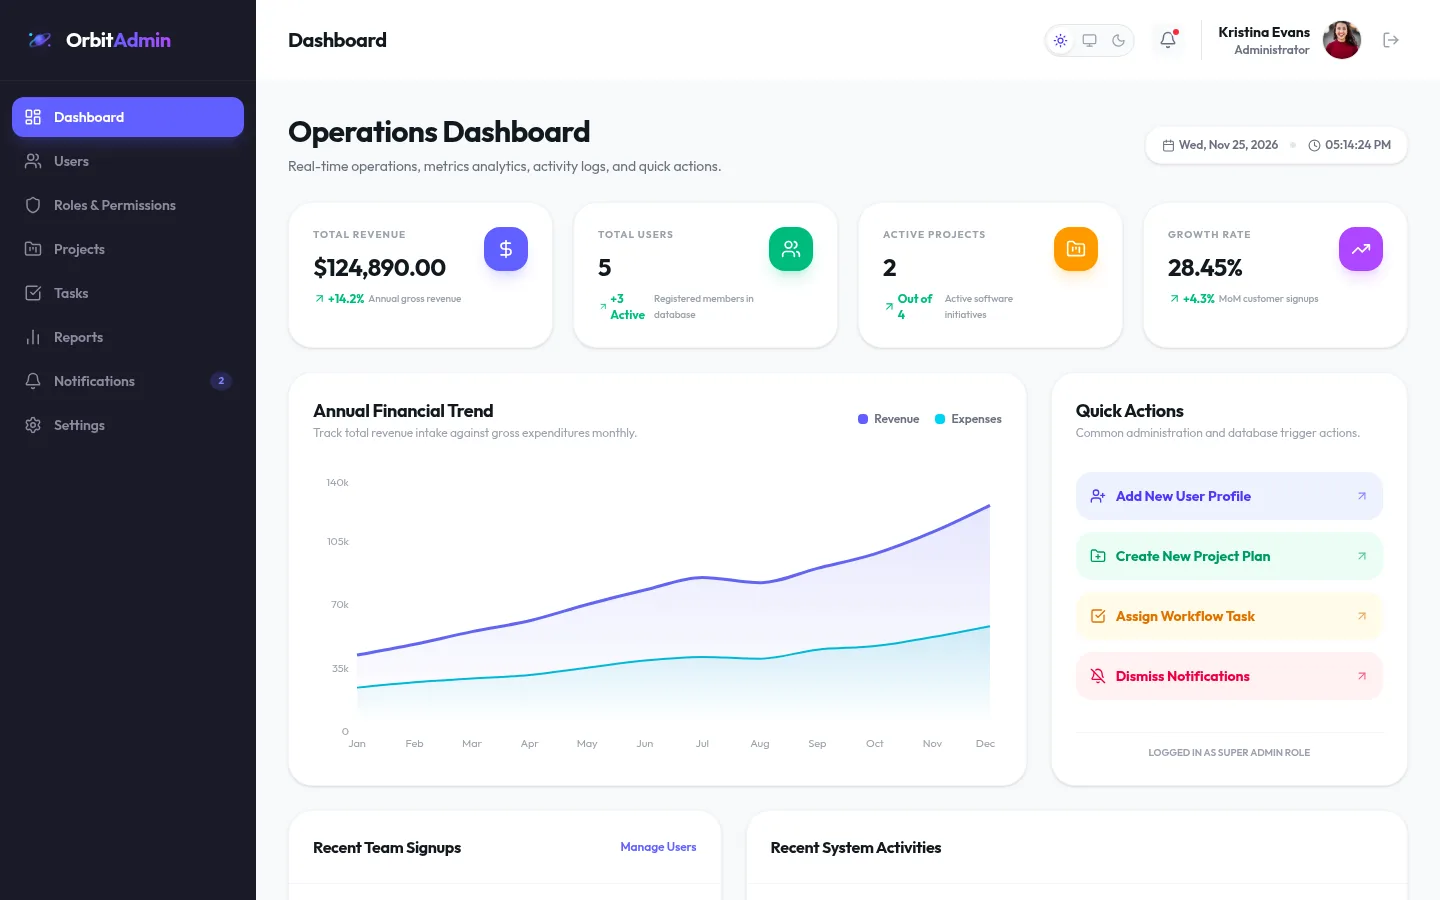 OrbitAdmin
Dashboard
Users
Roles & Permissions
Projects
Tasks
Reports
Notifications 2
Settings
Dashboard
Kristina Evans
Administrator
Operations Dashboard
Real-time operations, metrics analytics, activity logs, and quick actions.
Wed, Nov 25, 2026 05:14:24 PM
TOTAL REVENUE
$124,890.00
+14.2% Annual gross revenue
TOTAL USERS
5
+3 Active
Registered members in
database
ACTIVE PROJECTS
2
Out of 4
Active software
initiatives
GROWTH RATE
28.45%
+4.3% MoM customer signups
Annual Financial Trend
Track total revenue intake against gross expenditures monthly.
Revenue Expenses
140k
105k
70k
35k
0
Jan Feb Mar Apr May Jun Jul Aug Sep Oct Nov Dec
Quick Actions
Common administration and database trigger actions.
Add New User Profile
Create New Project Plan
Assign Workflow Task
Dismiss Notifications
LOGGED IN AS SUPER ADMIN ROLE
Recent Team Signups
Manage Users
Recent System Activities